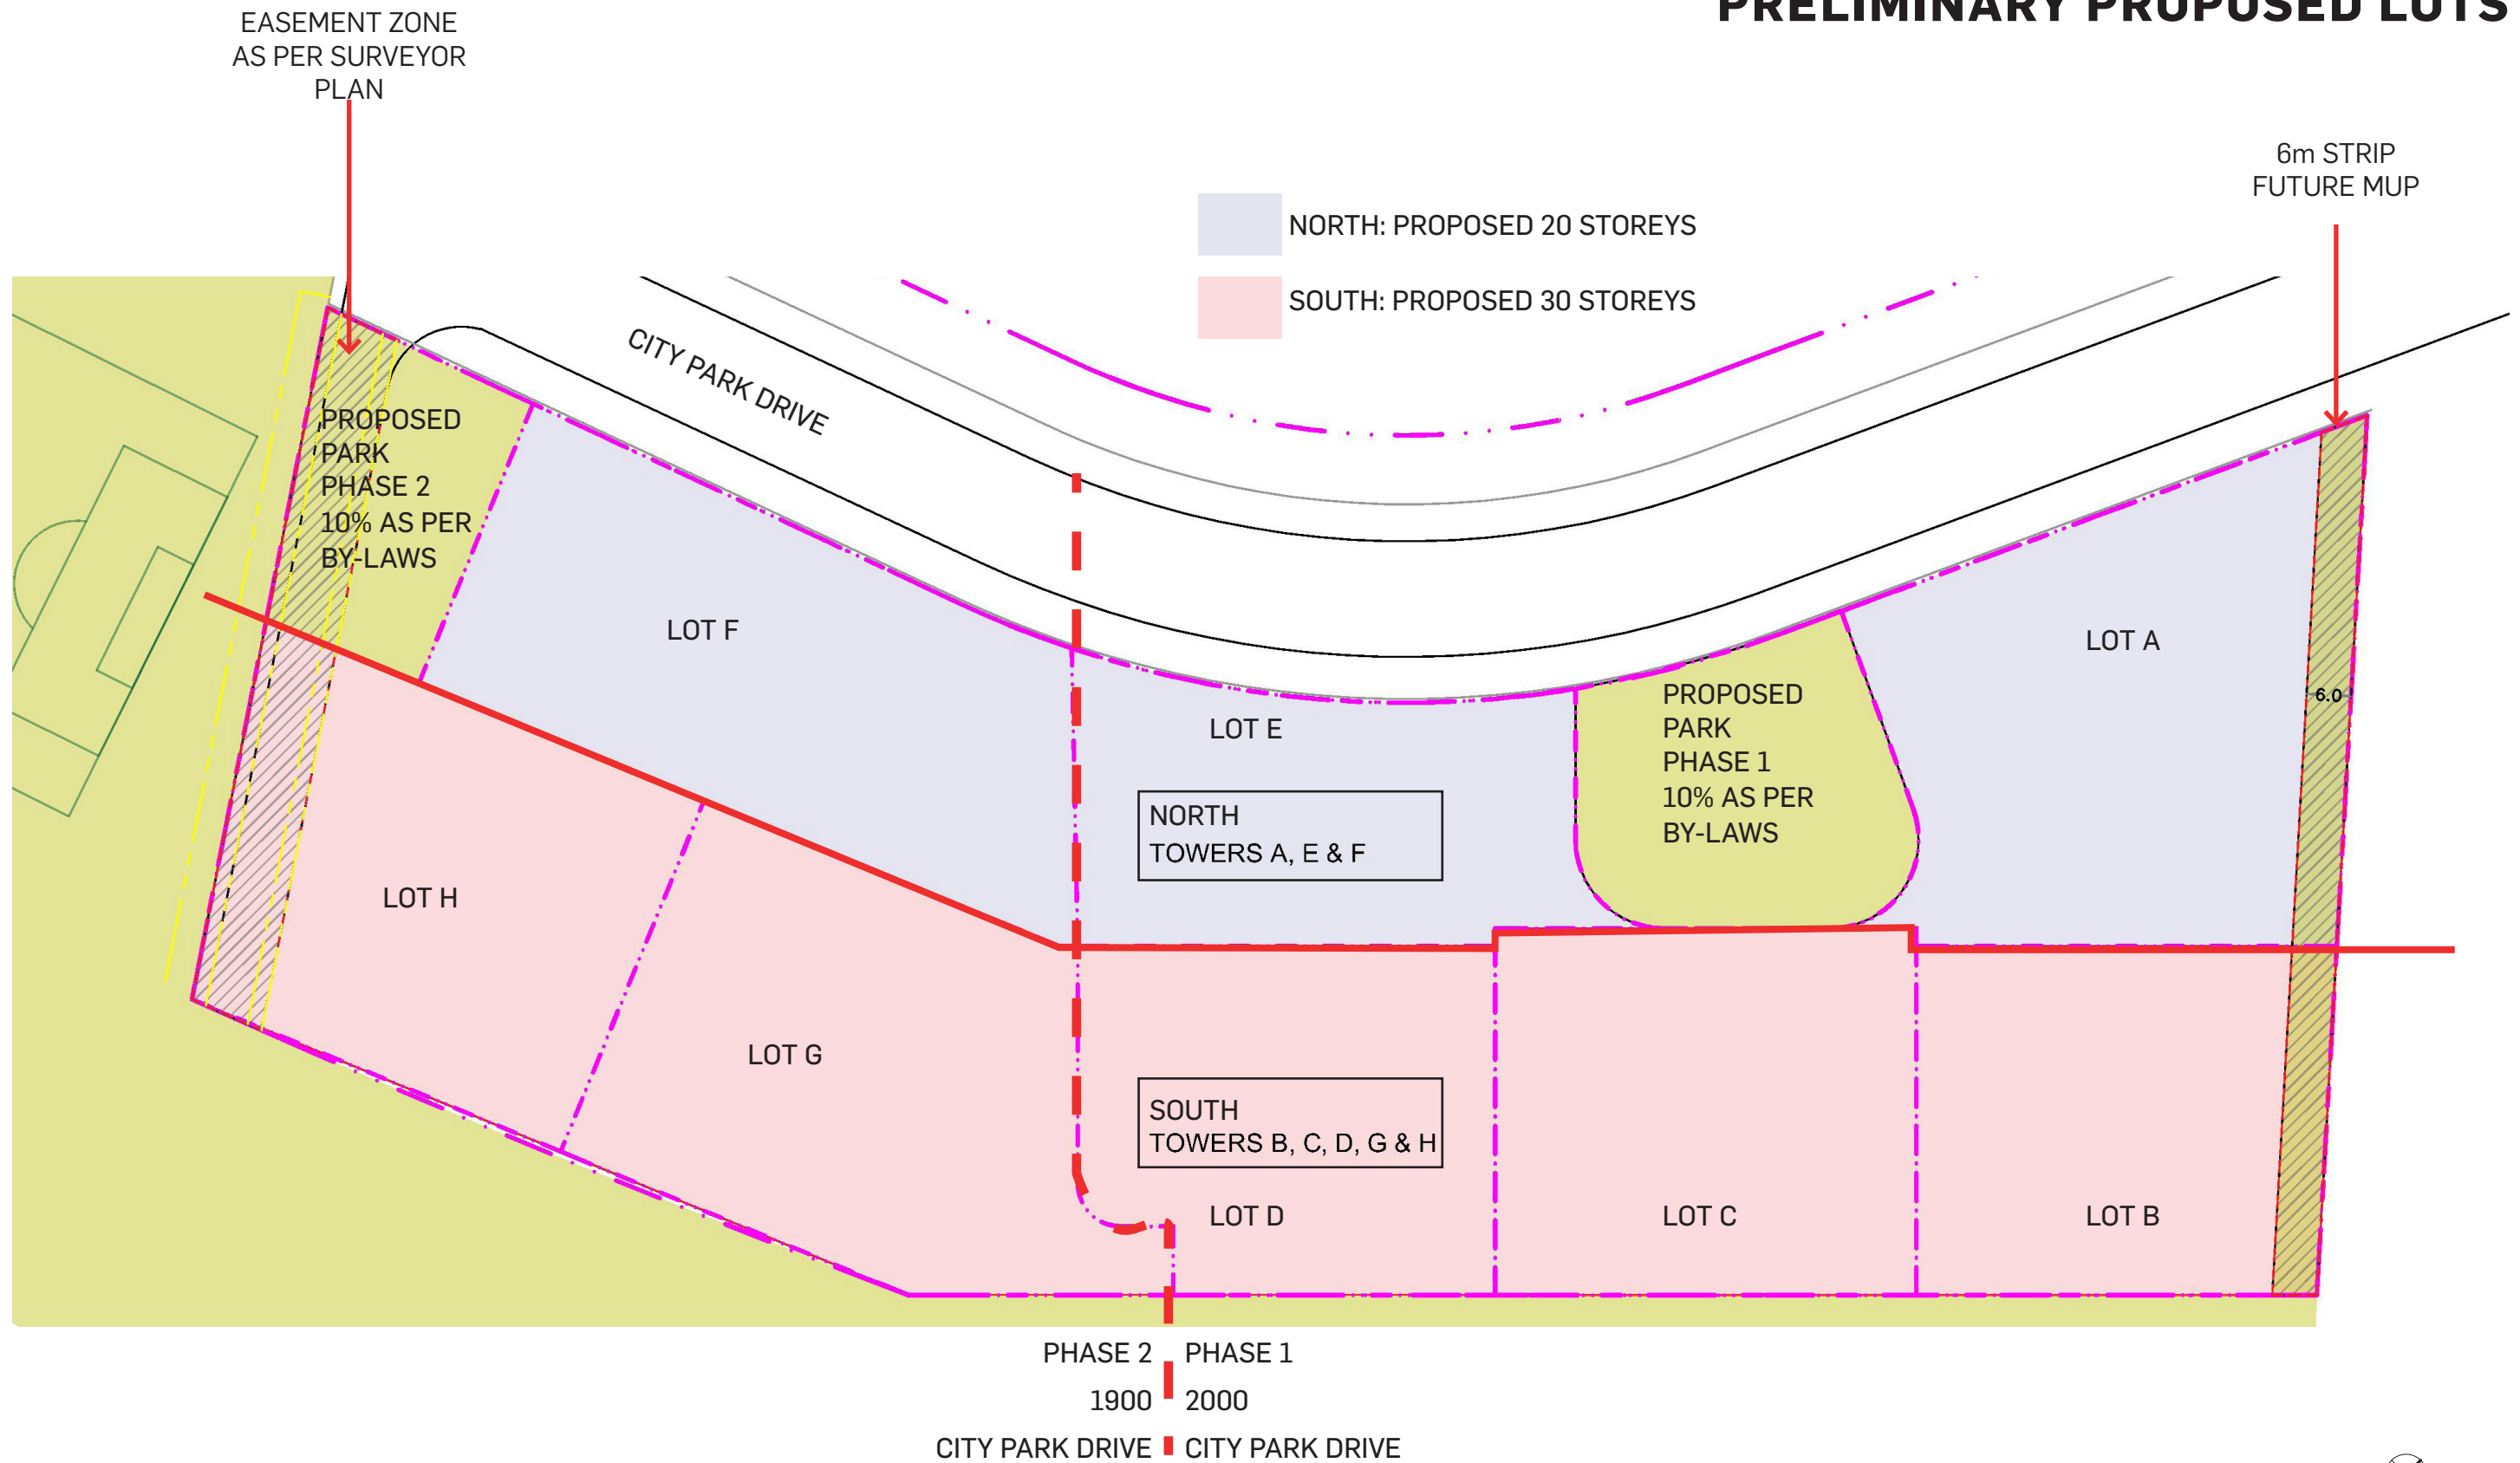 PRELIMINARY PROPOSED LOTS
EASEMENT ZONE
AS PER SURVEYOR
PLAN
6m STRIP
FUTURE MUP
NORTH: PROPOSED 20 STOREYS
SOUTH: PROPOSED 30 STOREYS
CITY PARK DRIVE
PROPOSED
PARK
PHASE 2
10% AS PER
BY-LAWS
LOT F
LOT A
LOT E
PROPOSED
PARK
PHASE 1
10% AS PER
BY-LAWS
6.0
NORTH
TOWERS A, E & F
LOT H
LOT G
SOUTH
TOWERS B, C, D, G & H
LOT D
LOT C
LOT B
PHASE 2
1900
CITY PARK DRIVE
PHASE 1
2000
CITY PARK DRIVE